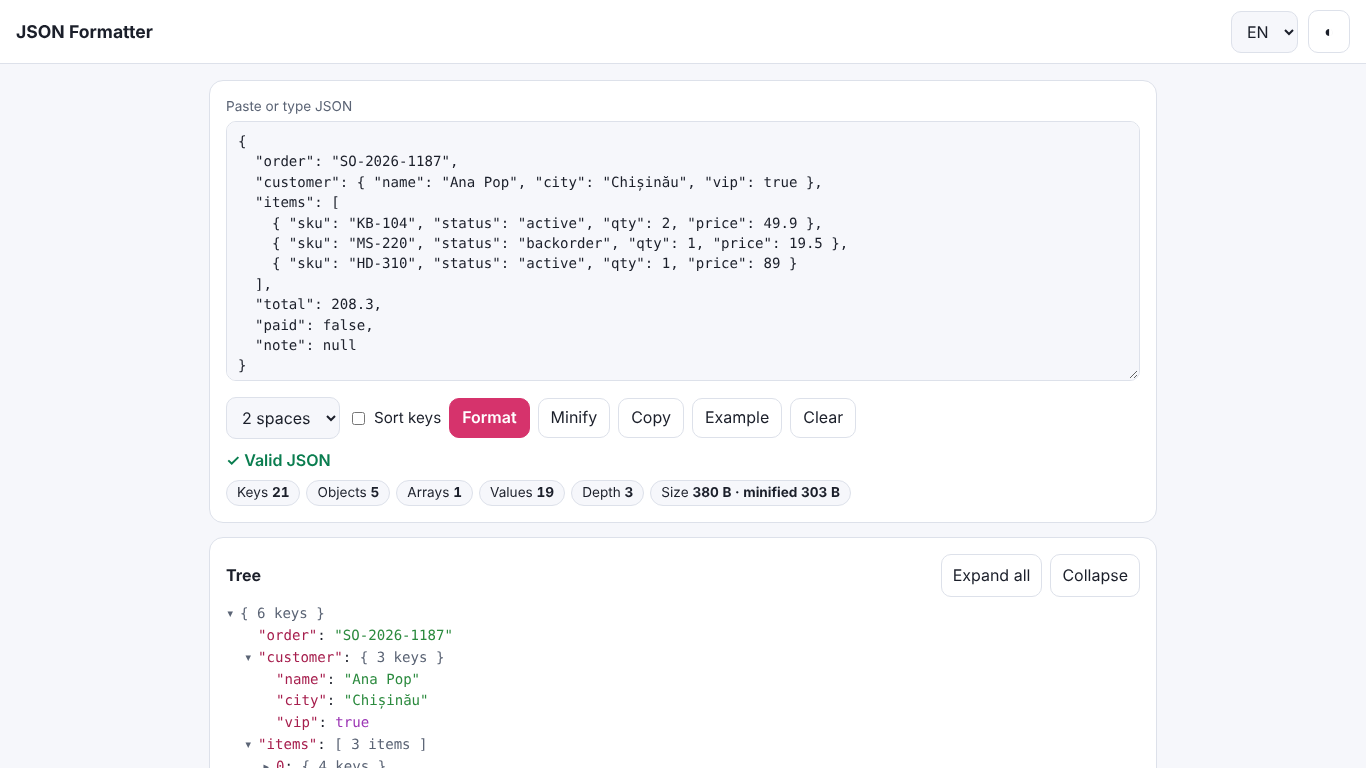 JSON Formatter
EN
Paste or type JSON
{
  "order": "SO-2026-1187",
  "customer": { "name": "Ana Pop", "city": "Chișinău", "vip": true },
  "items": [
    { "sku": "KB-104", "status": "active", "qty": 2, "price": 49.9 },
    { "sku": "MS-220", "status": "backorder", "qty": 1, "price": 19.5 },
    { "sku": "HD-310", "status": "active", "qty": 1, "price": 89 }
  ],
  "total": 208.3,
  "paid": false,
  "note": null
}
2 spaces Sort keys Format Minify Copy Example Clear
✓ Valid JSON
Keys 21 Objects 5 Arrays 1 Values 19 Depth 3 Size 380 B · minified 303 B
Tree Expand all Collapse
▾ { 6 keys }
"order": "SO-2026-1187"
▾ "customer": { 3 keys }
"name": "Ana Pop"
"city": "Chișinău"
"vip": true
▾ "items": [ 3 items ]
▸ 0: { 4 keys }